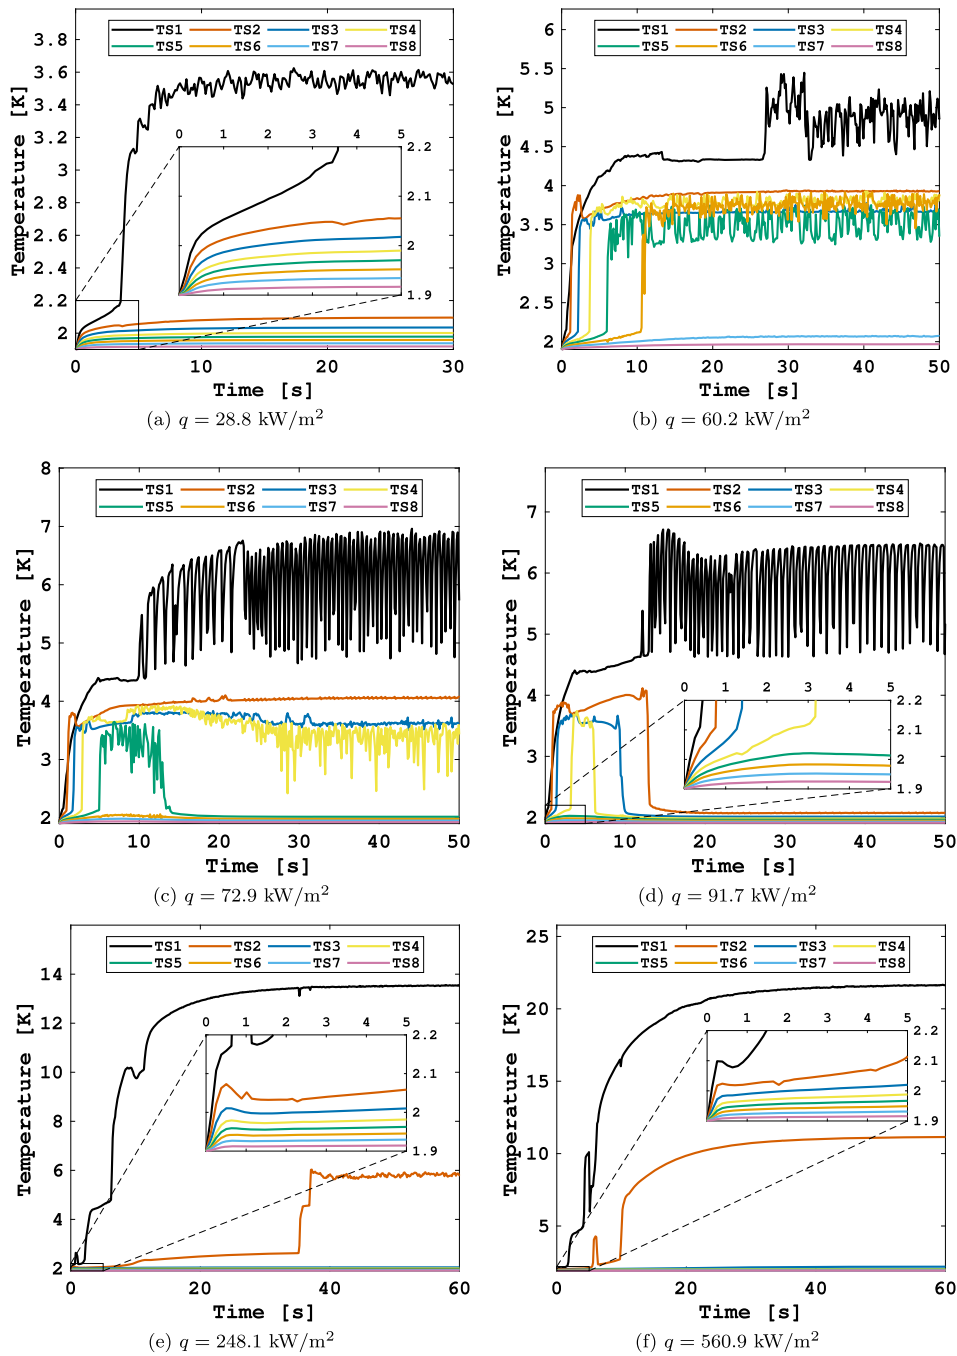 TS1 TS2 TS3 TS4
TS5 TS6 TS7 TS8
3.8
3.6
3.4
3.2
3
2.8
2.6
2.4
2.2
2
Temperature [K]
0 1 2 3 4 5
2.2
2.1
2
1.9
0 10 20 30
Time [s]
(a) q = 28.8 kW/m²
TS1 TS2 TS3 TS4
TS5 TS6 TS7 TS8
6
5.5
5
4.5
4
3.5
3
2.5
2
Temperature [K]
0 10 20 30 40 50
Time [s]
(b) q = 60.2 kW/m²
TS1 TS2 TS3 TS4
TS5 TS6 TS7 TS8
8
7
6
5
4
3
2
Temperature [K]
0 10 20 30 40 50
Time [s]
(c) q = 72.9 kW/m²
TS1 TS2 TS3 TS4
TS5 TS6 TS7 TS8
7
6
5
4
3
2
Temperature [K]
0 1 2 3 4 5
2.2
2.1
2
1.9
0 10 20 30 40 50
Time [s]
(d) q = 91.7 kW/m²
TS1 TS2 TS3 TS4
TS5 TS6 TS7 TS8
14
12
10
8
6
4
2
Temperature [K]
0 1 2 3 4 5
2.2
2.1
2
1.9
0 20 40 60
Time [s]
(e) q = 248.1 kW/m²
TS1 TS2 TS3 TS4
TS5 TS6 TS7 TS8
25
20
15
10
5
Temperature [K]
0 1 2 3 4 5
2.2
2.1
2
1.9
0 20 40 60
Time [s]
(f) q = 560.9 kW/m²